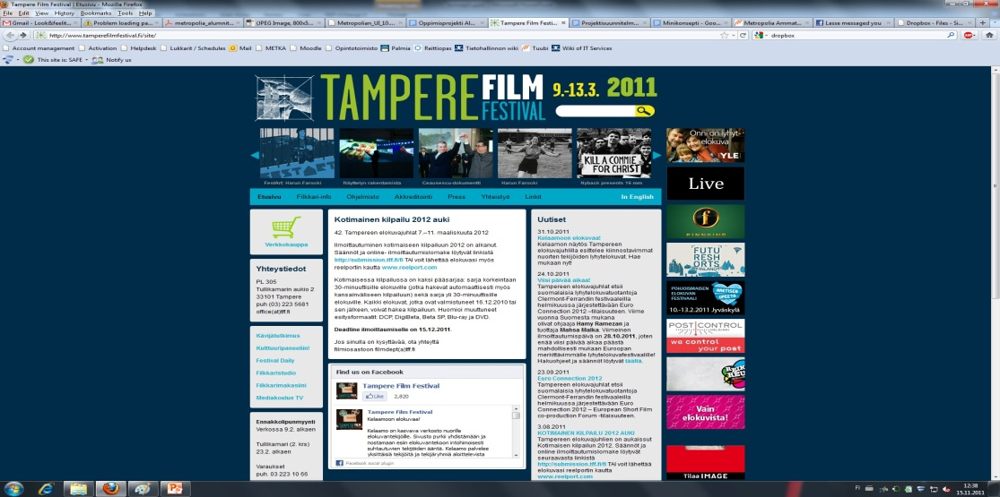 Tampere Film Festival | Etusivu - Mozilla Firefox
File Edit View History Bookmarks Tools Help
Gmail - Look&feelit...
Problem loading pa...
metropolia_alumnit...
(JPEG Image, 800x5...
Metropolian_UI_10...
Oppimisprojekti Al...
Tampere Film Festi...
Projektisuunnitelm...
Minikonsepti - Goo...
Metropolia Ammat...
Lasse messaged you
Dropbox - Files - Si...
http://www.tamperefilmfestival.fi/site/
dropbox
Account management Activation Helpdesk Lukkarit / Schedules Mail METKA Moodle Opintotoimisto Palmia Reittiopas Tietohallinnon wiki Tuubi Wiki of IT Services
This site is: SAFE
Notify us
TAMPERE FILM FESTIVAL 9.-13.3. 2011
KILL A COMMIE FOR CHRIST
FestArt: Harun Farocki
Näyttelyn rakentamista
Ceausescu-dokumentti
Harun Farocki
Nyback presents 16 mm
Etusivu Filkkari-info Ohjelmisto Akkreditointi Press Yhteistyö Linkit In English
Verkkokauppa
Yhteystiedot
PL 305
Tullikamarin aukio 2
33101 Tampere
puh (03) 223 5681
office(at)tff.fi
Kävijätutkimus
Kulttuuripaneeliin!
Festival Daily
Filkkaristudio
Filkkarimakasiini
Mediakoulun TV
Ennakkolipunmyynti
Verkossa 9.2. alkaen
Tullikamari (2. krs)
23.2. alkaen
Varaukset
puh. 03 223 10 66
Kotimainen kilpailu 2012 auki
42. Tampereen elokuvajuhlat 7.–11. maaliskuuta 2012
Ilmoittautuminen kotimaiseen kilpailuun 2012 on alkanut.
Säännöt ja online- ilmoittautumislomake löytyvät linkistä
http://submission.tff.fi/fi TAI voit lähettää elokuvasi myös
reelportin kautta www.reelport.com
Kotimaisessa kilpailussa on kaksi pääsarjaa: sarja korkeintaan
30-minuuttisille elokuville (jotka hakevat automaattisesti myös
kansainväliseen kilpailuun) sekä sarja yli 30-minuuttisille
elokuville. Kaikki elokuvat, jotka ovat valmistuneet 16.12.2010 tai
sen jälkeen, voivat hakea kilpailuun. Huomioi muuttuneet
esitysformaatit: DCP, DigiBeta, Beta SP, Blu-ray ja DVD.
Deadline ilmoittautumiselle on 15.12.2011.
Jos sinulla on kysyttävää, ota yhteyttä
filmiosastoon filmdept(a)tff.fi
Find us on Facebook
Tampere Film Festival
Like 2,820
Tampere Film Festival
Kelaamoon elokuvaa!
Kelaamo on kasvava verkosto nuorille
elokuvantekijöille. Sivusto pyrkii yhdistämään ja
nostamaan esiin elokuvantekoon intohimoisesti
suhtautuvien tekijöiden ääntä. Kelaamo palvelee
yksittäisiä tekijöitä ja tekijäryhmiä aloittelevista
Facebook social plugin
Uutiset
31.10.2011
Kelaamoon elokuvaa!
Kelaamon näytös Tampereen
elokuvajuhlilla esittelee kiinnostavimmat
nuorten tekijöiden lyhytelokuvat. Hae
mukaan nyt!
24.10.2011
Viisi päivää aikaa!
Tampereen elokuvajuhlat etsii
suomalaisia lyhytelokuvatuotantoja
Clermont-Ferrandin festivaaleilla
helmikuussa järjestettävään Euro
Connection 2012 –tilaisuuteen. Viime
vuonna Suomesta mukana
olivat ohjaaja Hamy Ramezan ja
tuottaja Mahsa Malka. Viimeinen
ilmoittautumispäivä on 28.10.2011, joten
enää viisi päivää aikaa päästä
mahdollisesti mukaan Euroopan
merkittävimmälle lyhytelokuvafestivaalille!
Hakuohjeet ja säännöt löytyvät täältä.
23.09.2011
Euro Connection 2012
Tampereen elokuvajuhlat etsii
suomalaisia lyhytelokuvatuotantoja
Clermont-Ferrandin festivaaleilla
helmikuussa järjestettävään Euro
Connection 2012 – European Short Film
co-production Forum -tilaisuuteen.
3.08.2011
KOTIMAINEN KILPAILU 2012 AUKI
Tampereen elokuvajuhlien on aukaissut
Kotimaisen kilpailun 2012. Säännöt ja
online ilmoittautumislomake löytyvät
seuraavasta linkistä
http://submission.tff.fi/fi TAI voit lähettää
elokuvasi reelportin kautta
www.reelport.com
Onni on lyhyt-
elokuva
YLE
Live
f
FINNKINO
FUTU
RESH
ORTS
FINLAND
POHJOISMAISEN
ELOKUVAN
FESTIVAALI
ARKTISEN
UPEETA
10.-13.2.2011 Jyväskylä
POST CONTROL
HELSINKI
we control
your post
Vain
elokuvista!
Tilaa IMAGE
FI
12:38
15.11.2011